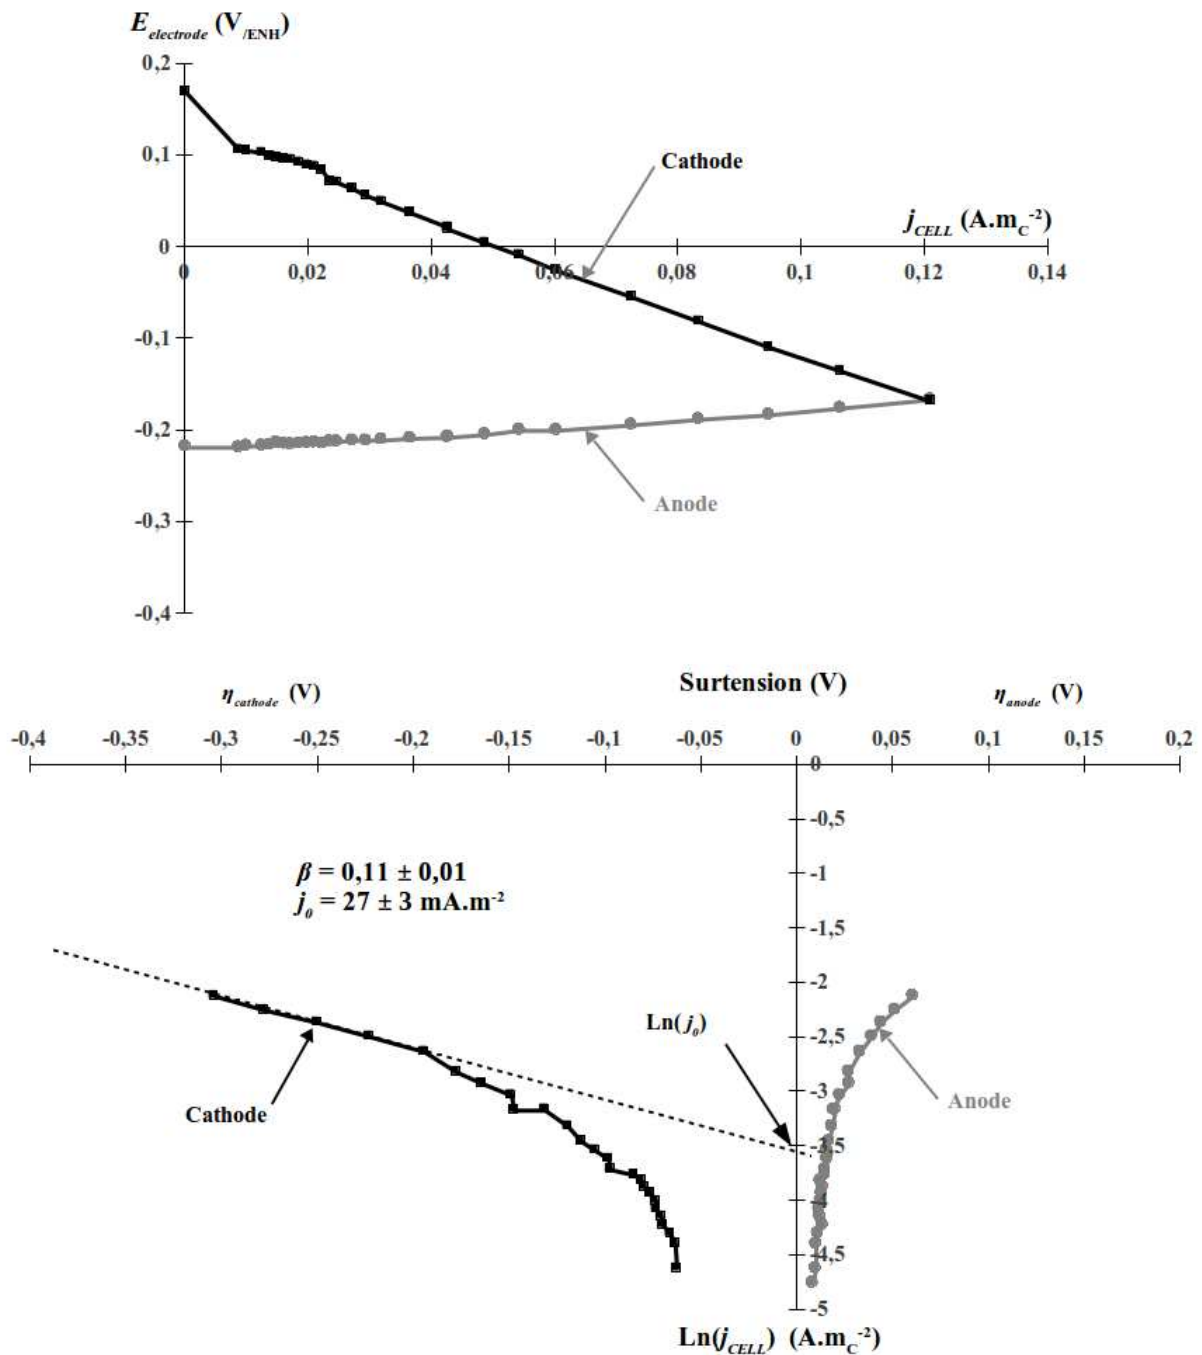 E_electrode (V/ENH)
0,2
0,1
0
-0,1
-0,2
-0,3
-0,4
Cathode
j_CELL (A.m_C^-2)
0 0,02 0,04 0,06 0,08 0,1 0,12 0,14
Anode
Surtension (V)
η_cathode (V) η_anode (V)
-0,4 -0,35 -0,3 -0,25 -0,2 -0,15 -0,1 -0,05 0 0,05 0,1 0,15 0,2
0
-0,5
-1
-1,5
-2
-2,5
-3
-3,5
-4
-4,5
-5
β = 0,11 ± 0,01
j_0 = 27 ± 3 mA.m^-2
Ln(j_0)
Cathode
Anode
Ln(j_CELL) (A.m_C^-2)